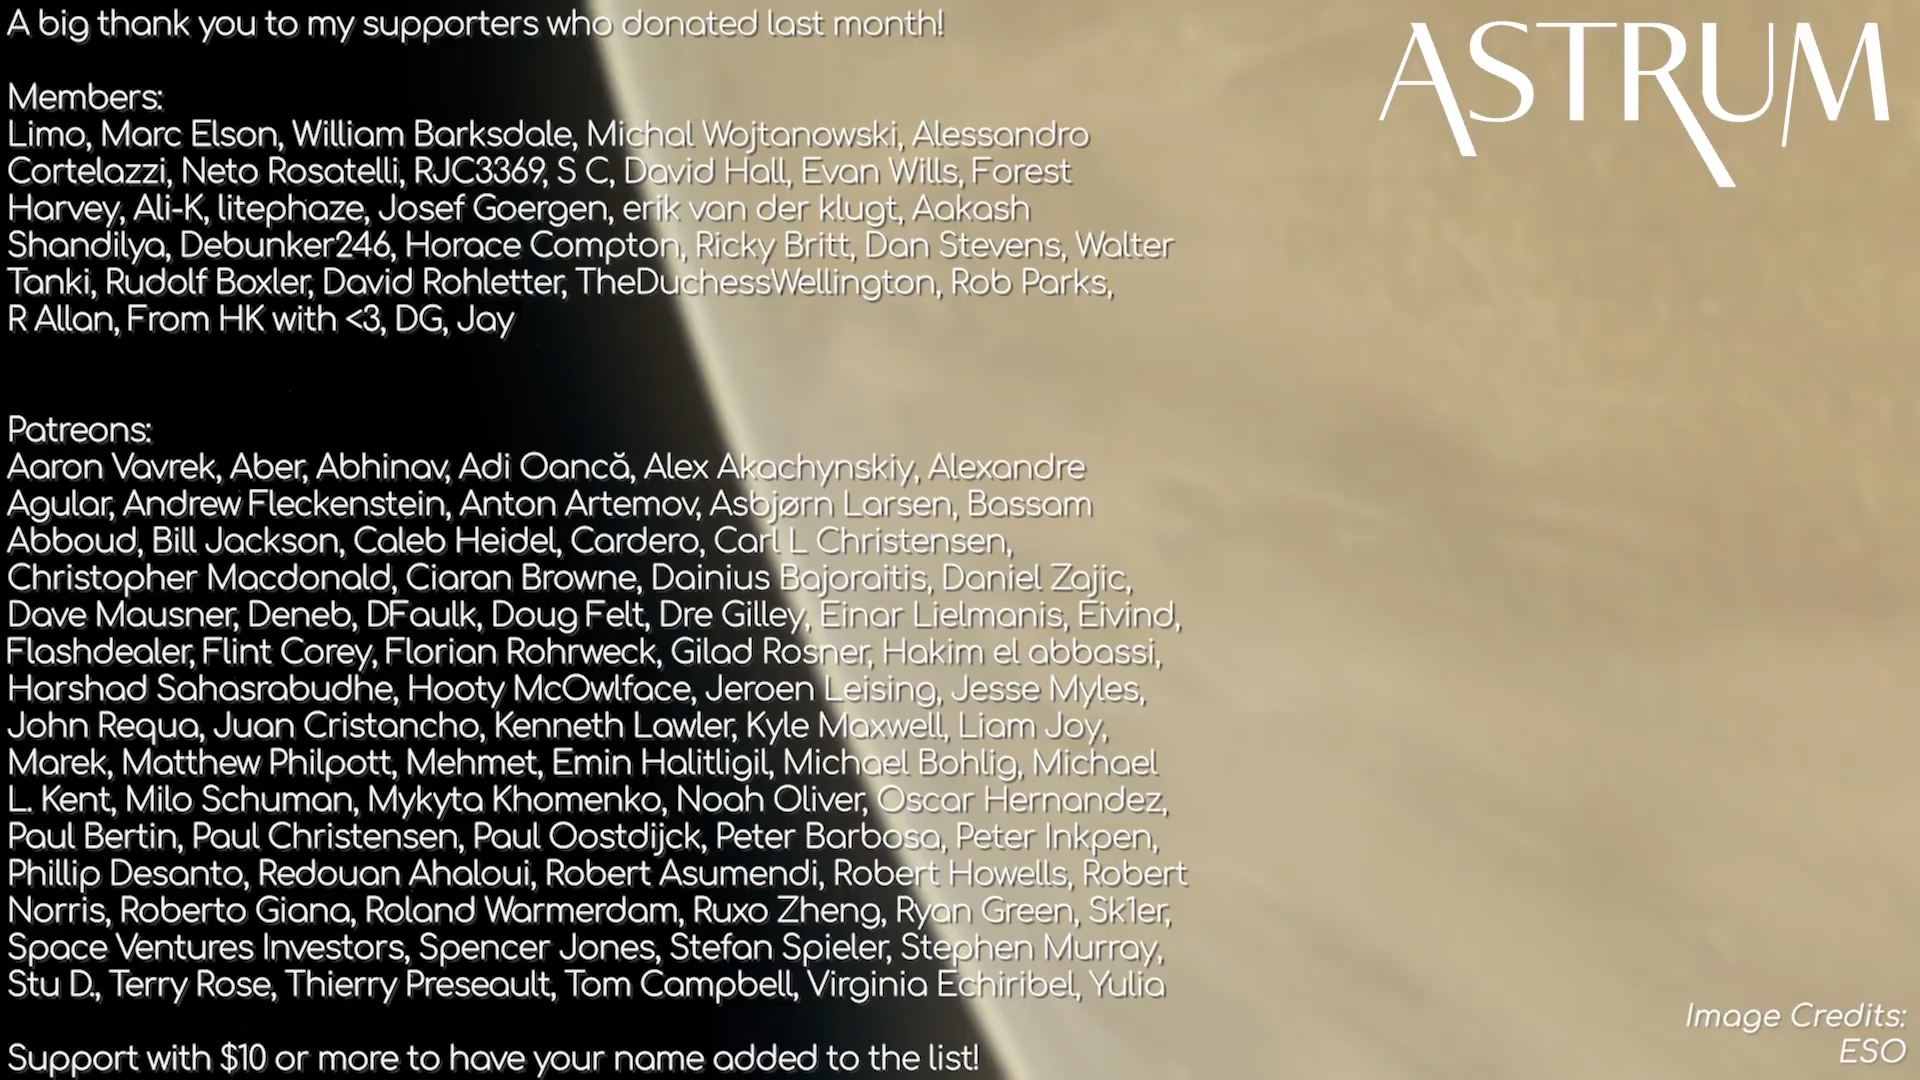 A big thank you to my supporters who donated last month!
ASTRUM
Members:
Limo, Marc Elson, William Barksdale, Michal Wojtanowski, Alessandro
Cortelazzi, Neto Rosatelli, RJC3369, S C, David Hall, Evan Wills, Forest
Harvey, Ali-K, litephaze, Josef Goergen, erik van der klugt, Aakash
Shandilya, Debunker246, Horace Compton, Ricky Britt, Dan Stevens, Walter
Tanki, Rudolf Boxler, David Rohletter, TheDuchessWellington, Rob Parks,
R Allan, From HK with <3, DG, Jay
Patreons:
Aaron Vavrek, Aber, Abhinav, Adi Oancă, Alex Akachynskiy, Alexandre
Agular, Andrew Fleckenstein, Anton Artemov, Asbjørn Larsen, Bassam
Abboud, Bill Jackson, Caleb Heidel, Cardero, Carl L Christensen,
Christopher Macdonald, Ciaran Browne, Dainius Bajoraitis, Daniel Zajic,
Dave Mausner, Deneb, DFaulk, Doug Felt, Dre Gilley, Einar Lielmanis, Eivind,
Flashdealer, Flint Corey, Florian Rohrweck, Gilad Rosner, Hakim el abbassi,
Harshad Sahasrabudhe, Hooty McOwlface, Jeroen Leising, Jesse Myles,
John Requa, Juan Cristancho, Kenneth Lawler, Kyle Maxwell, Liam Joy,
Marek, Matthew Philpott, Mehmet, Emin Halitligil, Michael Bohlig, Michael
L. Kent, Milo Schuman, Mykyta Khomenko, Noah Oliver, Oscar Hernandez,
Paul Bertin, Paul Christensen, Paul Oostdijck, Peter Barbosa, Peter Inkpen,
Phillip Desanto, Redouan Ahaloui, Robert Asumendi, Robert Howells, Robert
Norris, Roberto Giana, Roland Warmerdam, Ruxo Zheng, Ryan Green, Sk1er,
Space Ventures Investors, Spencer Jones, Stefan Spieler, Stephen Murray,
Stu D., Terry Rose, Thierry Preseault, Tom Campbell, Virginia Echiribel, Yulia
Support with $10 or more to have your name added to the list!
Image Credits:
ESO